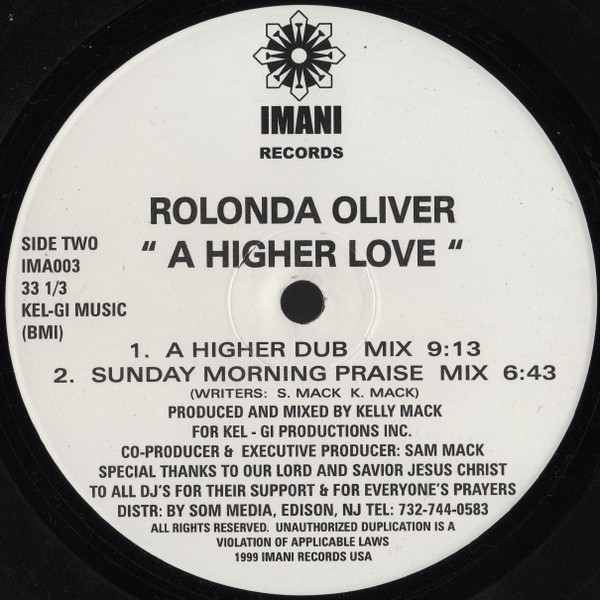 IMANI
RECORDS
ROLONDA OLIVER
" A HIGHER LOVE "
SIDE TWO
IMA003
33 1/3
KEL-GI MUSIC
(BMI)
1. A HIGHER DUB MIX 9:13
2. SUNDAY MORNING PRAISE MIX 6:43
(WRITERS: S. MACK K. MACK)
PRODUCED AND MIXED BY KELLY MACK
FOR KEL - GI PRODUCTIONS INC.
CO-PRODUCER & EXECUTIVE PRODUCER: SAM MACK
SPECIAL THANKS TO OUR LORD AND SAVIOR JESUS CHRIST
TO ALL DJ'S FOR THEIR SUPPORT & FOR EVERYONE'S PRAYERS
DISTR: BY SOM MEDIA, EDISON, NJ TEL: 732-744-0583
ALL RIGHTS RESERVED. UNAUTHORIZED DUPLICATION IS A
VIOLATION OF APPLICABLE LAWS
1999 IMANI RECORDS USA